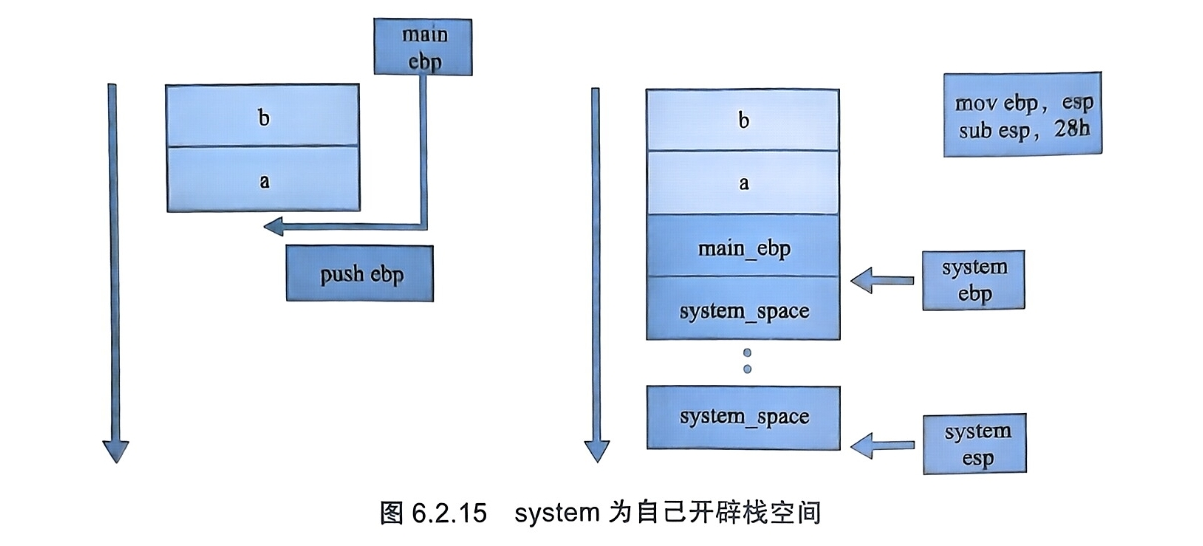 main
ebp
b
a
push ebp
b
a
main_ebp
system_space
system_space
mov ebp，esp
sub esp，28h
system
ebp
system
esp
图 6.2.15 system 为自己开辟栈空间